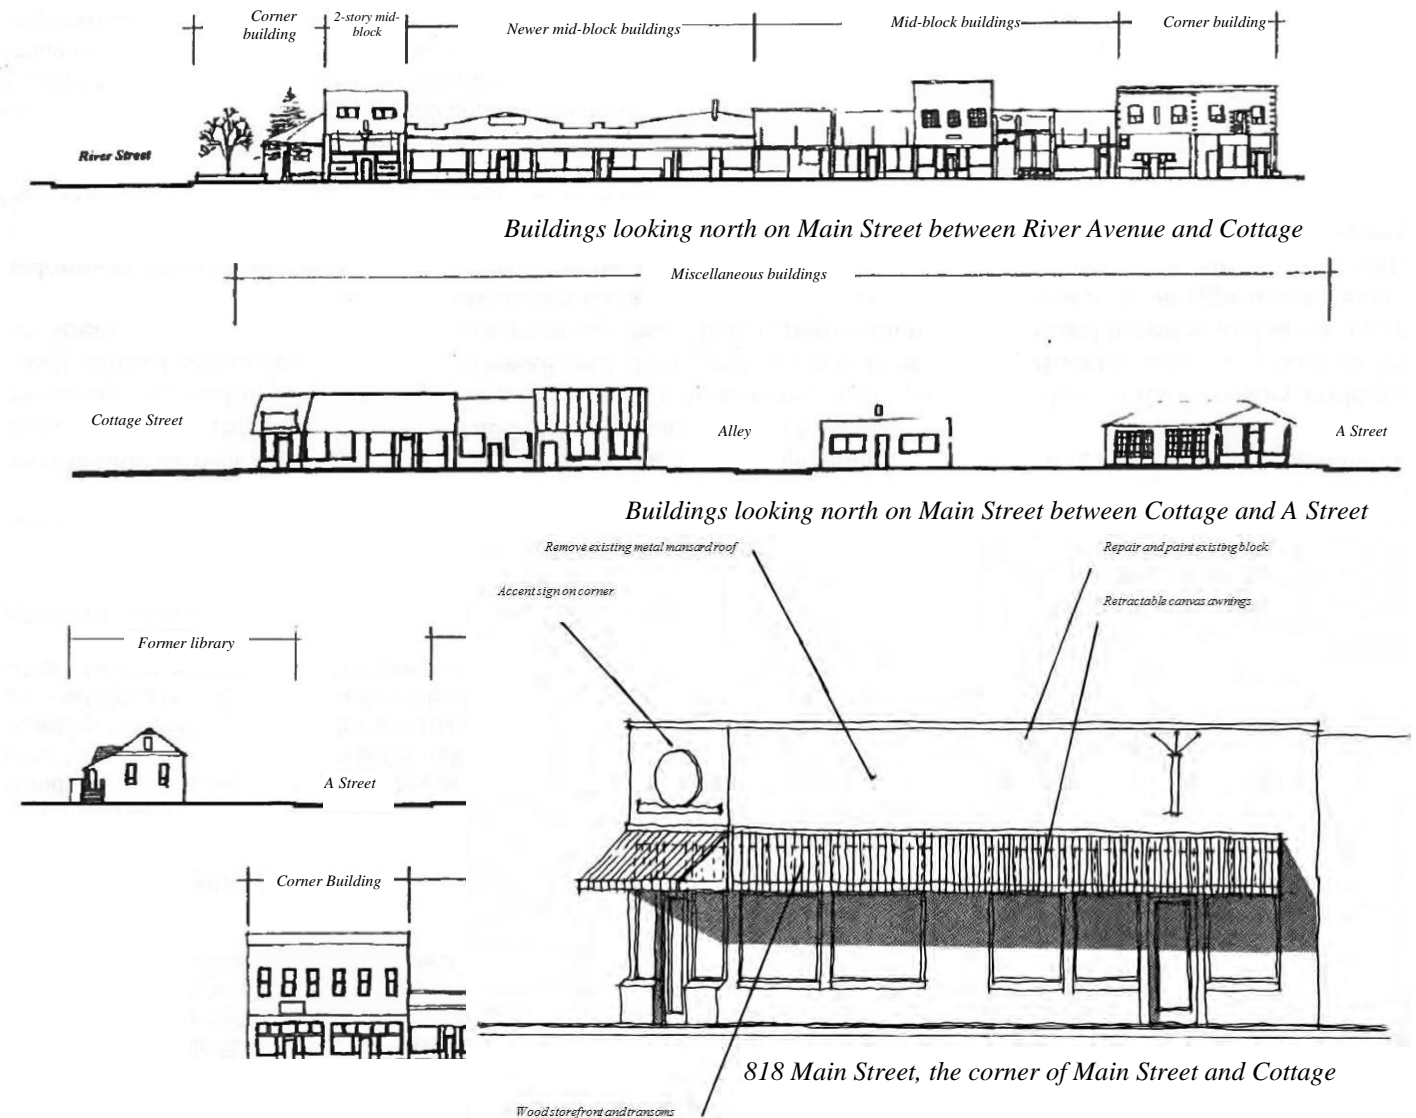 Corner
building
2-story mid-
block
Newer mid-block buildings
Mid-block buildings
Corner building
River Street
Buildings looking north on Main Street between River Avenue and Cottage
Miscellaneous buildings
Cottage Street
Alley
A Street
Buildings looking north on Main Street between Cottage and A Street
Remove existing metal mansard roof
Repair and paint existing block
Accent sign on corner
Retractable canvas awnings
Former library
A Street
Corner Building
818 Main Street, the corner of Main Street and Cottage
Wood storefront and transoms